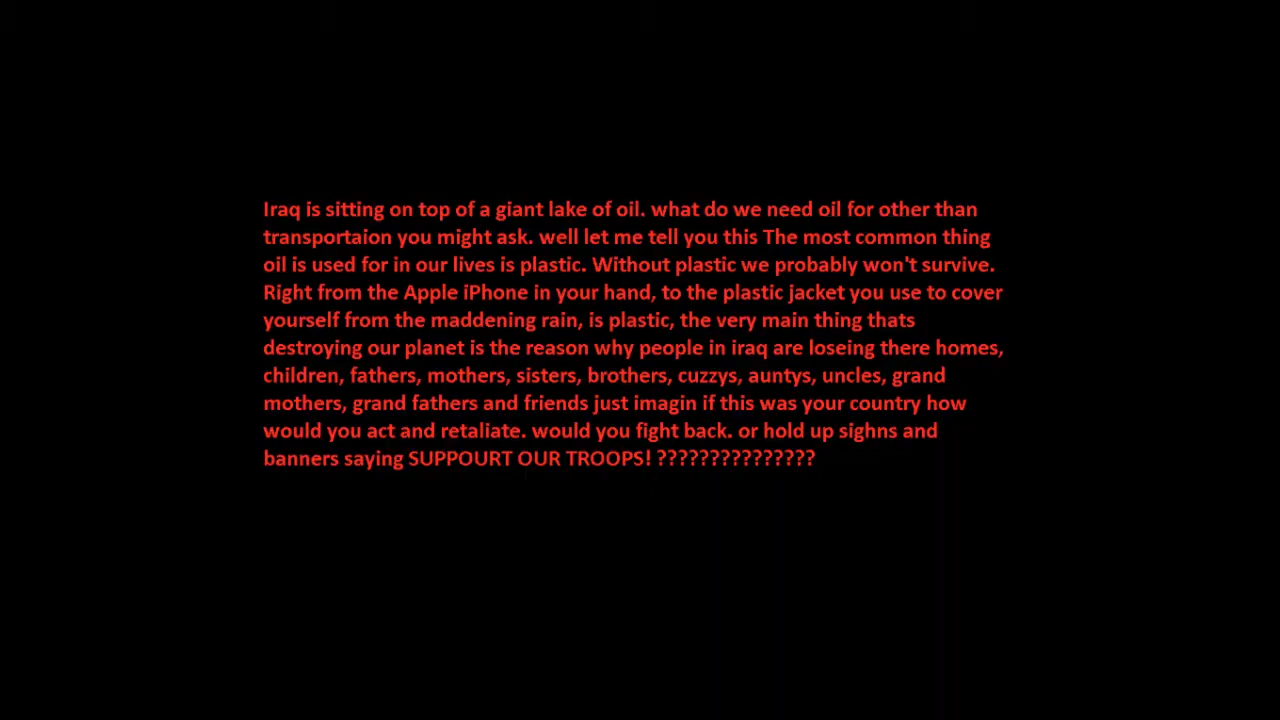 Iraq is sitting on top of a giant lake of oil. what do we need oil for other than
transportaion you might ask. well let me tell you this The most common thing
oil is used for in our lives is plastic. Without plastic we probably won't survive.
Right from the Apple iPhone in your hand, to the plastic jacket you use to cover
yourself from the maddening rain, is plastic, the very main thing thats
destroying our planet is the reason why people in iraq are loseing there homes,
children, fathers, mothers, sisters, brothers, cuzzys, auntys, uncles, grand
mothers, grand fathers and friends just imagin if this was your country how
would you act and retaliate. would you fight back. or hold up sighns and
banners saying SUPPOURT OUR TROOPS! ???????????????